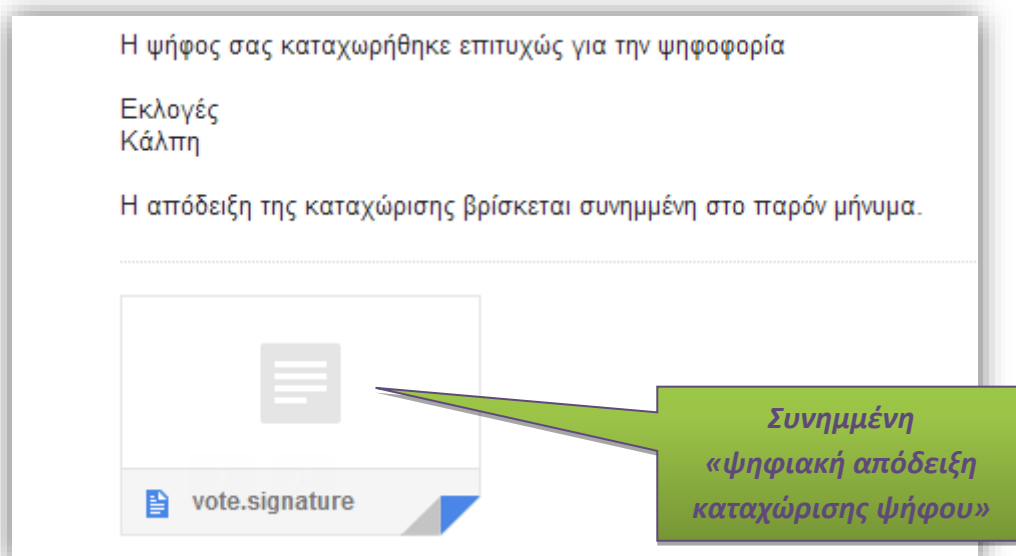 Η ψήφος σας καταχωρήθηκε επιτυχώς για την ψηφοφορία
Εκλογές
Κάλπη
Η απόδειξη της καταχώρισης βρίσκεται συνημμένη στο παρόν μήνυμα.
vote.signature
Συνημμένη
«ψηφιακή απόδειξη
καταχώρισης ψήφου»